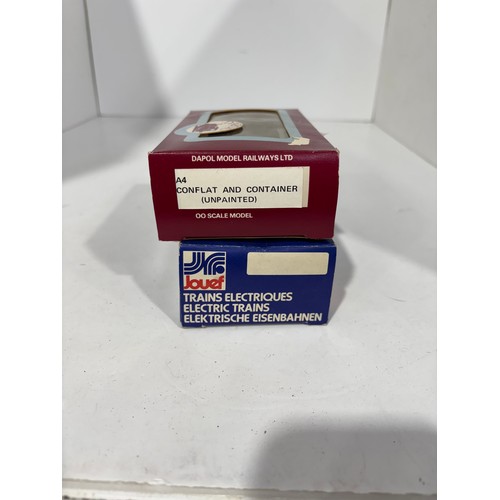 DAPOL MODEL RAILWAYS LTD
A4
CONFLAT AND CONTAINER
(UNPAINTED)
OO SCALE MODEL
Jouef
TRAINS ELECTRIQUES
ELECTRIC TRAINS
ELEKTRISCHE EISENBAHNEN